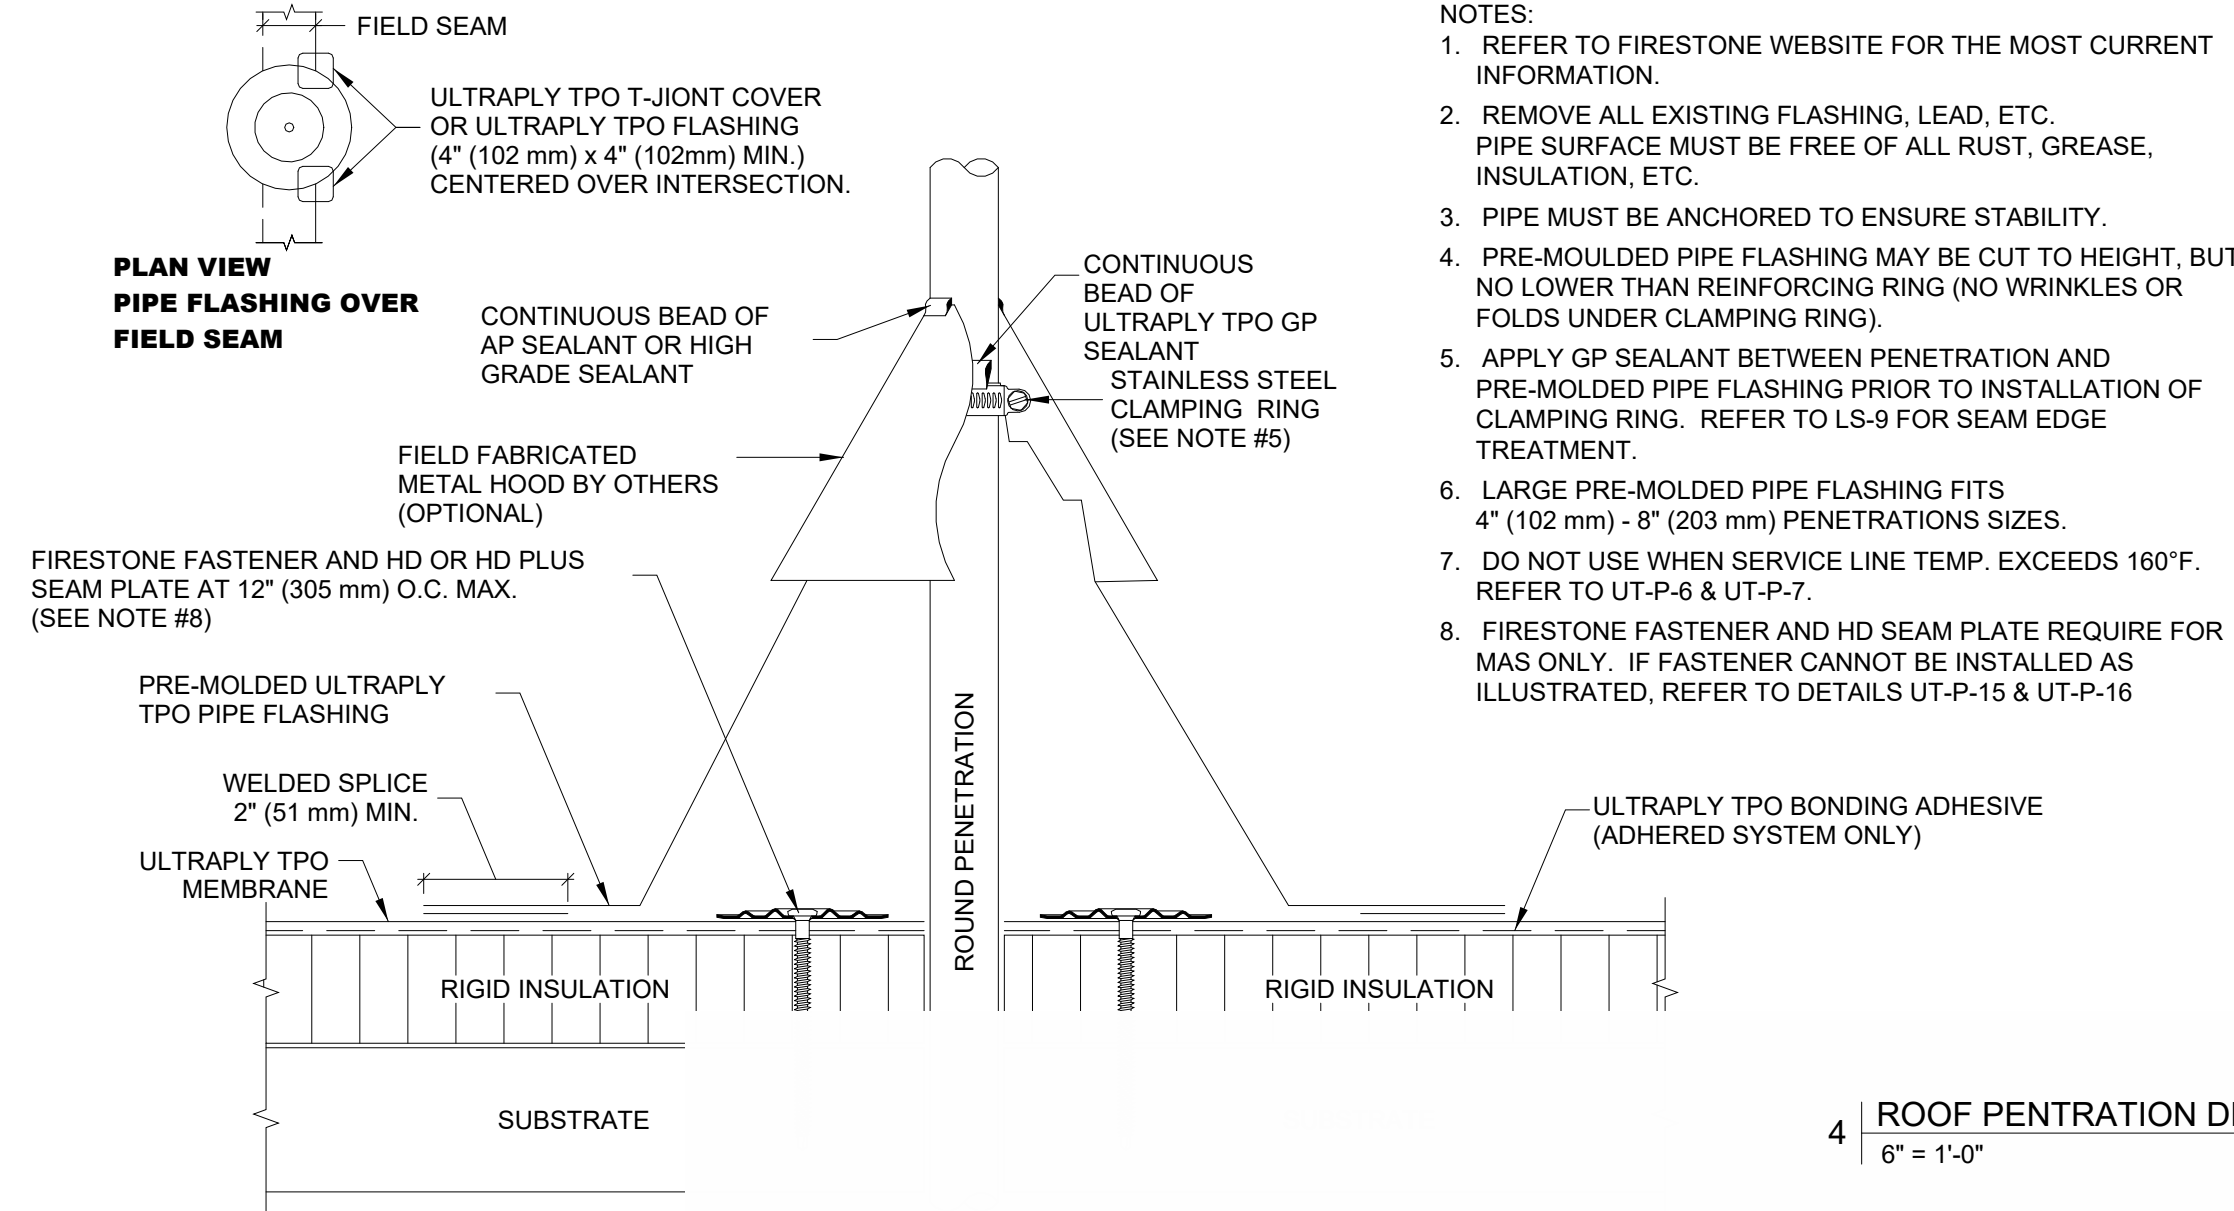 FIELD SEAM
ULTRAPLY TPO T-JIONT COVER
OR ULTRAPLY TPO FLASHING
(4" (102 mm) x 4" (102mm) MIN.)
CENTERED OVER INTERSECTION.
PLAN VIEW
PIPE FLASHING OVER
FIELD SEAM
CONTINUOUS BEAD OF
AP SEALANT OR HIGH
GRADE SEALANT
CONTINUOUS
BEAD OF
ULTRAPLY TPO GP
SEALANT
STAINLESS STEEL
CLAMPING RING
(SEE NOTE #5)
FIELD FABRICATED
METAL HOOD BY OTHERS
(OPTIONAL)
FIRESTONE FASTENER AND HD OR HD PLUS
SEAM PLATE AT 12" (305 mm) O.C. MAX.
(SEE NOTE #8)
PRE-MOLDED ULTRAPLY
TPO PIPE FLASHING
WELDED SPLICE
2" (51 mm) MIN.
ULTRAPLY TPO
MEMBRANE
ROUND PENETRATION
ULTRAPLY TPO BONDING ADHESIVE
(ADHERED SYSTEM ONLY)
RIGID INSULATION
RIGID INSULATION
SUBSTRATE
NOTES:
1. REFER TO FIRESTONE WEBSITE FOR THE MOST CURRENT
INFORMATION.
2. REMOVE ALL EXISTING FLASHING, LEAD, ETC.
PIPE SURFACE MUST BE FREE OF ALL RUST, GREASE,
INSULATION, ETC.
3. PIPE MUST BE ANCHORED TO ENSURE STABILITY.
4. PRE-MOULDED PIPE FLASHING MAY BE CUT TO HEIGHT, BUT
NO LOWER THAN REINFORCING RING (NO WRINKLES OR
FOLDS UNDER CLAMPING RING).
5. APPLY GP SEALANT BETWEEN PENETRATION AND
PRE-MOLDED PIPE FLASHING PRIOR TO INSTALLATION OF
CLAMPING RING. REFER TO LS-9 FOR SEAM EDGE
TREATMENT.
6. LARGE PRE-MOLDED PIPE FLASHING FITS
4" (102 mm) - 8" (203 mm) PENETRATIONS SIZES.
7. DO NOT USE WHEN SERVICE LINE TEMP. EXCEEDS 160°F.
REFER TO UT-P-6 & UT-P-7.
8. FIRESTONE FASTENER AND HD SEAM PLATE REQUIRE FOR
MAS ONLY. IF FASTENER CANNOT BE INSTALLED AS
ILLUSTRATED, REFER TO DETAILS UT-P-15 & UT-P-16
4 ROOF PENTRATION
6" = 1'-0"